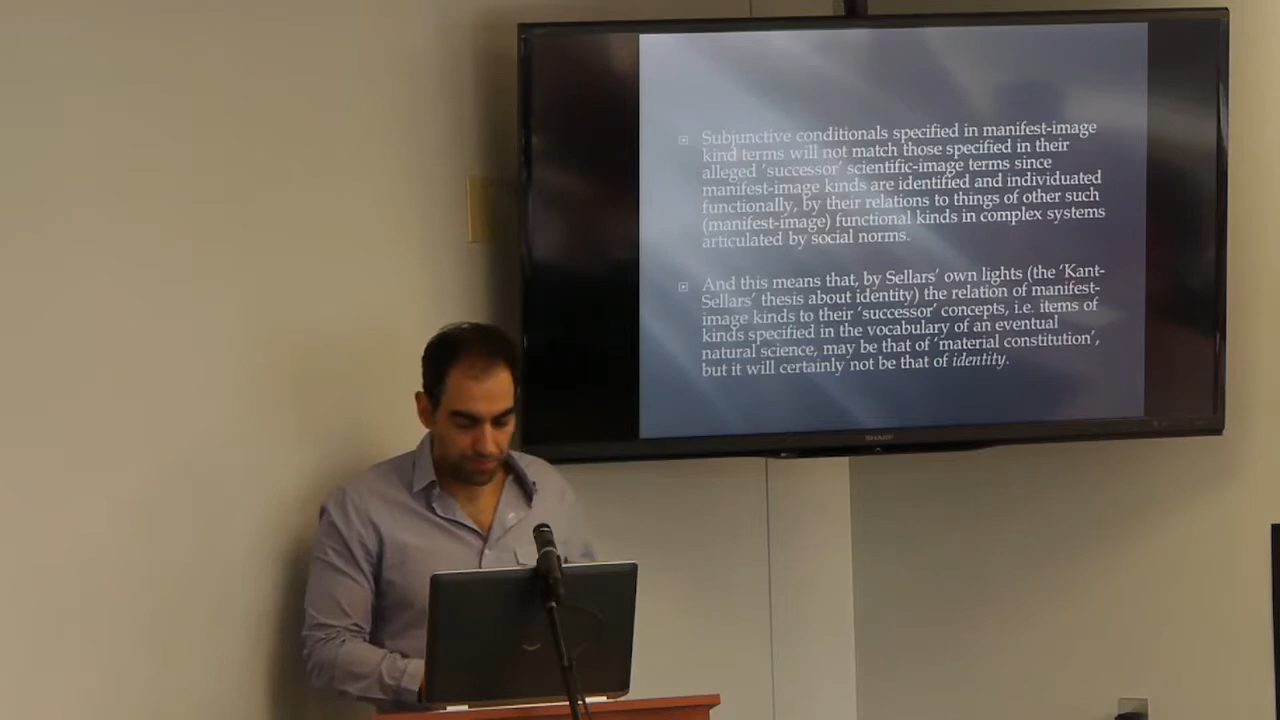 Subjunctive conditionals specified in manifest-image
kind terms will not match those specified in their
alleged ‘successor’ scientific-image terms since
manifest-image kinds are identified and individuated
functionally, by their relations to things of other such
(manifest-image) functional kinds in complex systems
articulated by social norms.
And this means that, by Sellars’ own lights (the ‘Kant-
Sellars’ thesis about identity) the relation of manifest-
image kinds to their ‘successor’ concepts, i.e. items of
kinds specified in the vocabulary of an eventual
natural science, may be that of ‘material constitution’,
but it will certainly not be that of identity.
SHARP